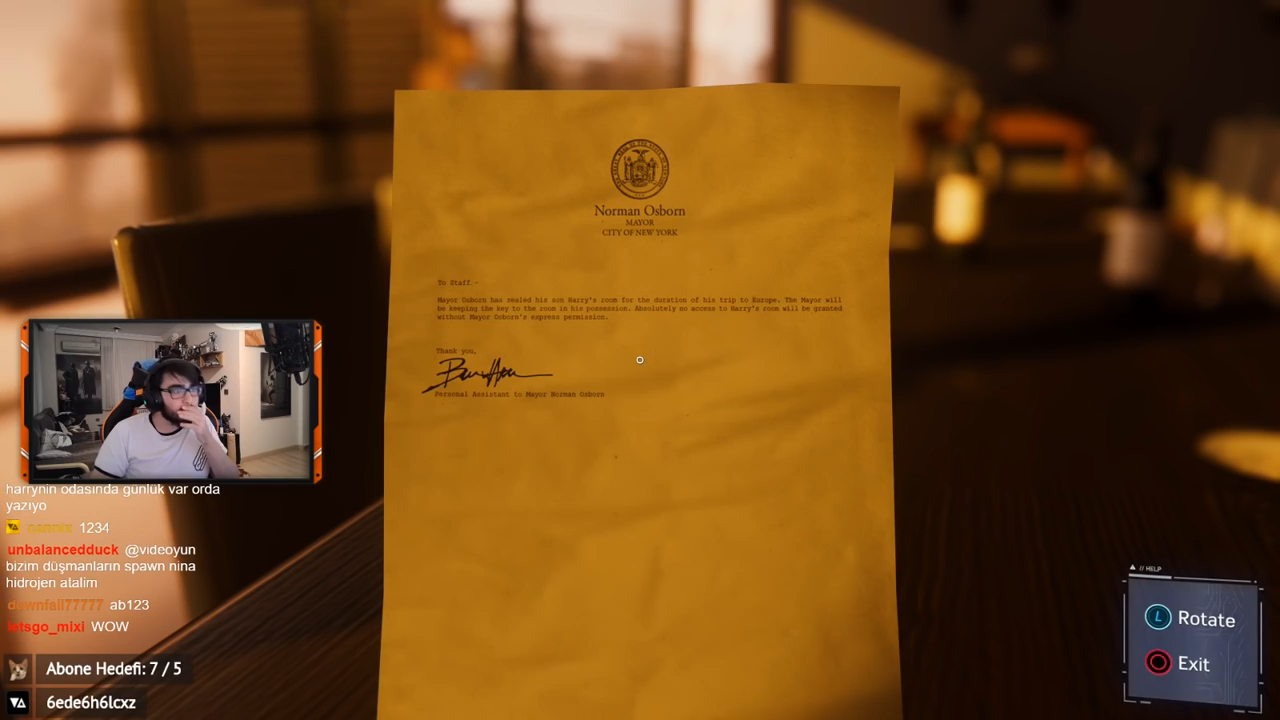 Norman Osborn
MAYOR
CITY OF NEW YORK
To Staff,-
Mayor Osborn has sealed his son Harry's room for the duration of his trip to Europe. The Mayor will
be keeping the key to the room in his possession. Absolutely no access to Harry's room will be granted
without Mayor Osborn's express permission.
Thank you,
Personal Assistant to Mayor Norman Osborn
harrynin odasında günlük var orda
yazıyo
1234
unbalancedduck @videoyun
bizim düşmanların spawn nina
hidrojen atalim
downfall77777 ab123
letsgo_mixi WOW
Abone Hedefi: 7 / 5
6ede6h6lcxz
// HELP
L Rotate
Exit